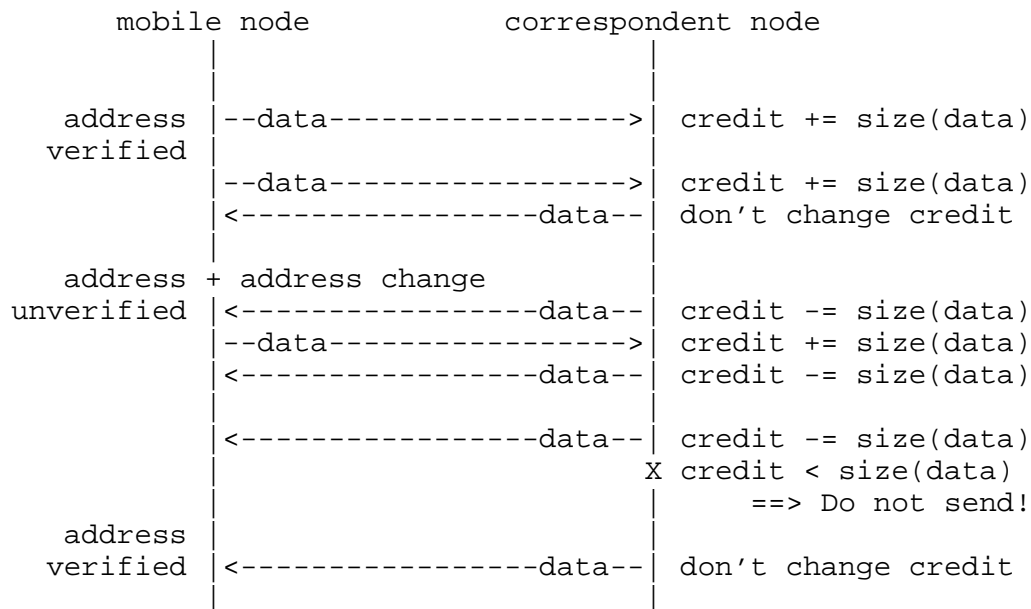 mobile node           correspondent node
            |                         |
            |                         |
   address  |--data------------------>| credit += size(data)
  verified  |                         |
            |--data------------------>| credit += size(data)
            |<------------------data--| don't change credit
            |                         |
   address  + address change          |
unverified  |<------------------data--| credit -= size(data)
            |--data------------------>| credit += size(data)
            |<------------------data--| credit -= size(data)
            |                         |
            |<------------------data--| credit -= size(data)
            |                         X credit < size(data)
            |                         |     ==> Do not send!
   address  |                         |
  verified  |<------------------data--| don't change credit
            |                         |